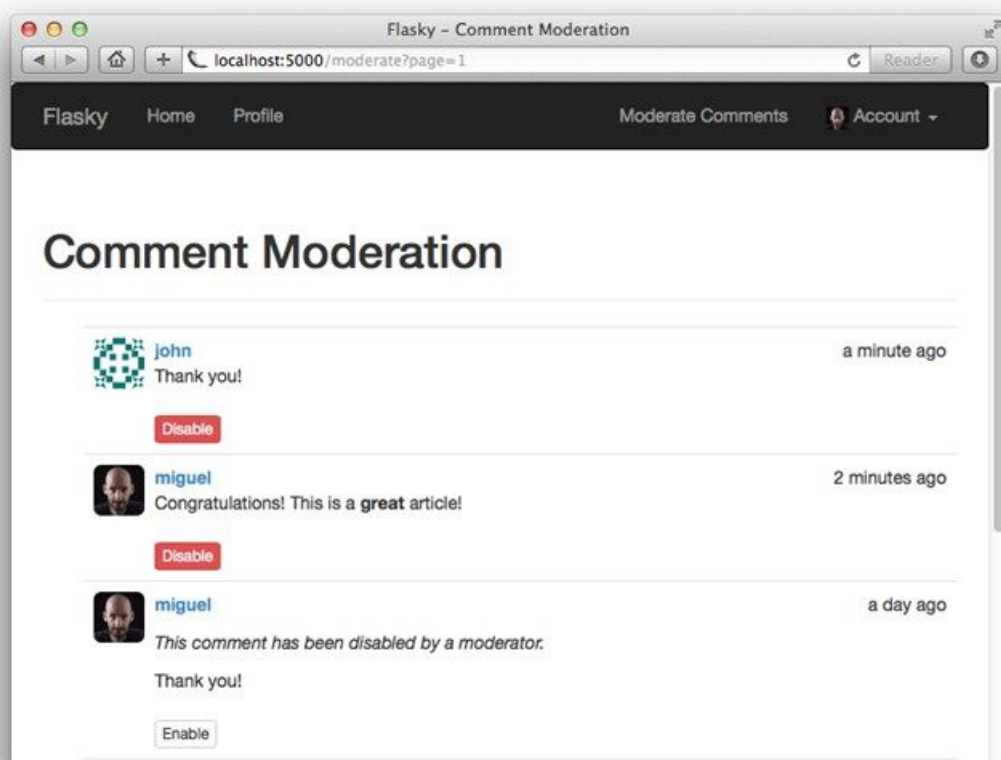 Flasky – Comment Moderation
localhost:5000/moderate?page=1
Reader
Flasky Home Profile Moderate Comments Account
Comment Moderation
john a minute ago
Thank you!
Disable
miguel 2 minutes ago
Congratulations! This is a great article!
Disable
miguel a day ago
This comment has been disabled by a moderator.
Thank you!
Enable